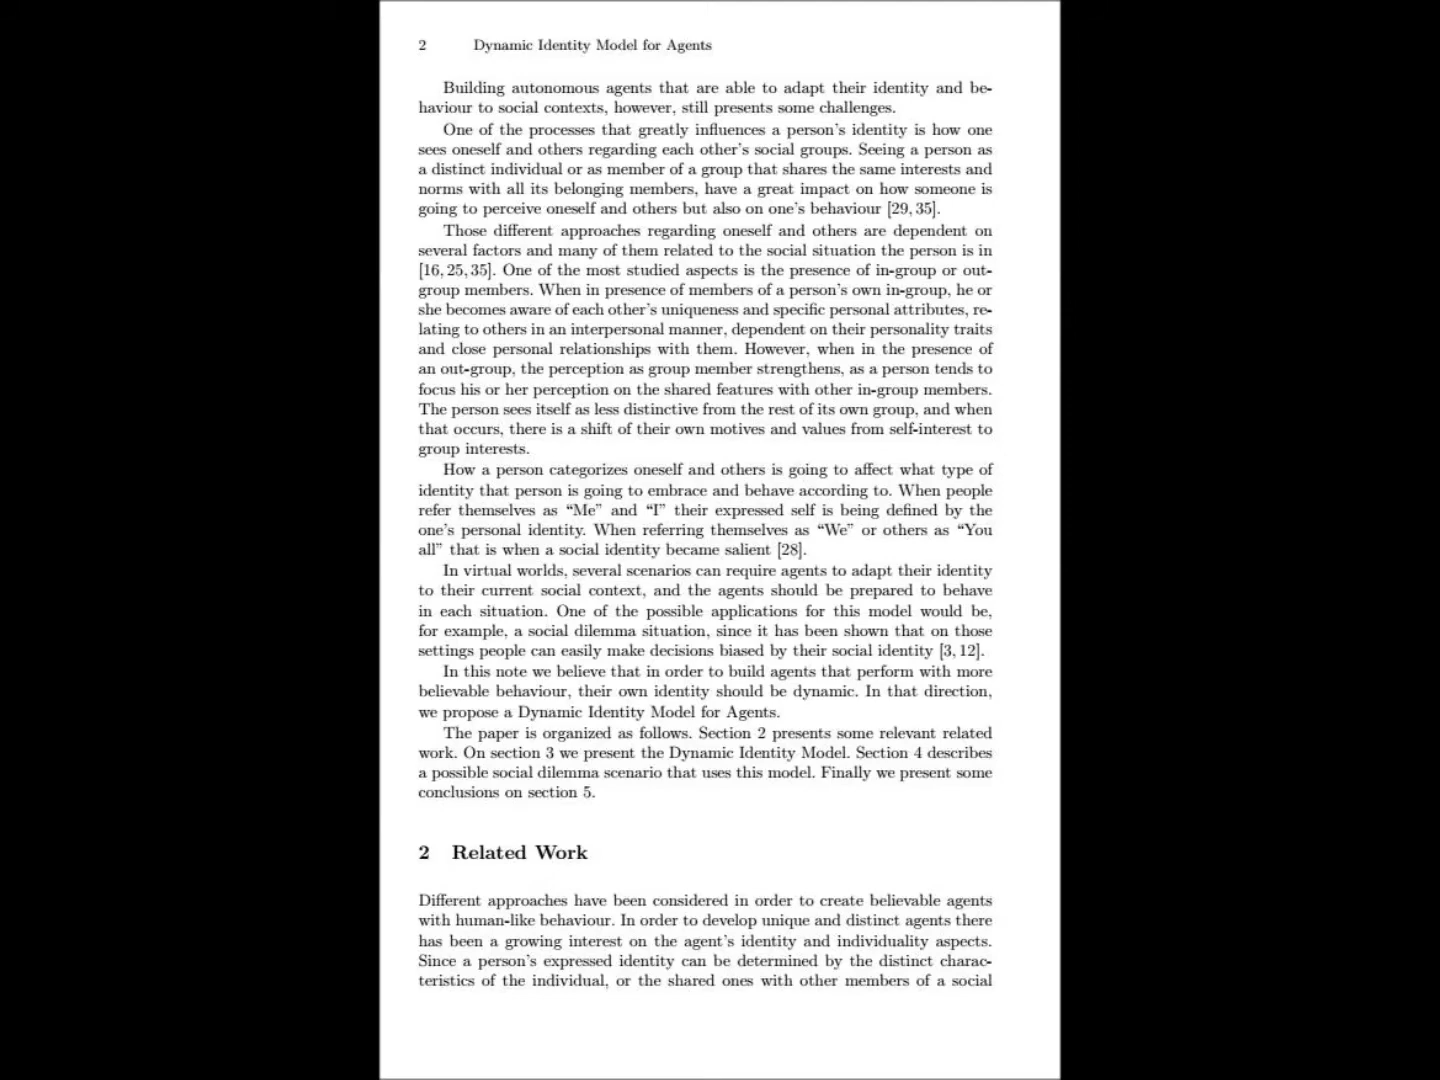 2 Dynamic Identity Model for Agents
Building autonomous agents that are able to adapt their identity and be-
haviour to social contexts, however, still presents some challenges.
One of the processes that greatly influences a person's identity is how one
sees oneself and others regarding each other's social groups. Seeing a person as
a distinct individual or as member of a group that shares the same interests and
norms with all its belonging members, have a great impact on how someone is
going to perceive oneself and others but also on one's behaviour [29, 35].
Those different approaches regarding oneself and others are dependent on
several factors and many of them related to the social situation the person is in
[16, 25, 35]. One of the most studied aspects is the presence of in-group or out-
group members. When in presence of members of a person's own in-group, he or
she becomes aware of each other's uniqueness and specific personal attributes, re-
lating to others in an interpersonal manner, dependent on their personality traits
and close personal relationships with them. However, when in the presence of
an out-group, the perception as group member strengthens, as a person tends to
focus his or her perception on the shared features with other in-group members.
The person sees itself as less distinctive from the rest of its own group, and when
that occurs, there is a shift of their own motives and values from self-interest to
group interests.
How a person categorizes oneself and others is going to affect what type of
identity that person is going to embrace and behave according to. When people
refer themselves as “Me” and “I” their expressed self is being defined by the
one's personal identity. When referring themselves as “We” or others as “You
all” that is when a social identity became salient [28].
In virtual worlds, several scenarios can require agents to adapt their identity
to their current social context, and the agents should be prepared to behave
in each situation. One of the possible applications for this model would be,
for example, a social dilemma situation, since it has been shown that on those
settings people can easily make decisions biased by their social identity [3, 12].
In this note we believe that in order to build agents that perform with more
believable behaviour, their own identity should be dynamic. In that direction,
we propose a Dynamic Identity Model for Agents.
The paper is organized as follows. Section 2 presents some relevant related
work. On section 3 we present the Dynamic Identity Model. Section 4 describes
a possible social dilemma scenario that uses this model. Finally we present some
conclusions on section 5.
2 Related Work
Different approaches have been considered in order to create believable agents
with human-like behaviour. In order to develop unique and distinct agents there
has been a growing interest on the agent's identity and individuality aspects.
Since a person's expressed identity can be determined by the distinct charac-
teristics of the individual, or the shared ones with other members of a social